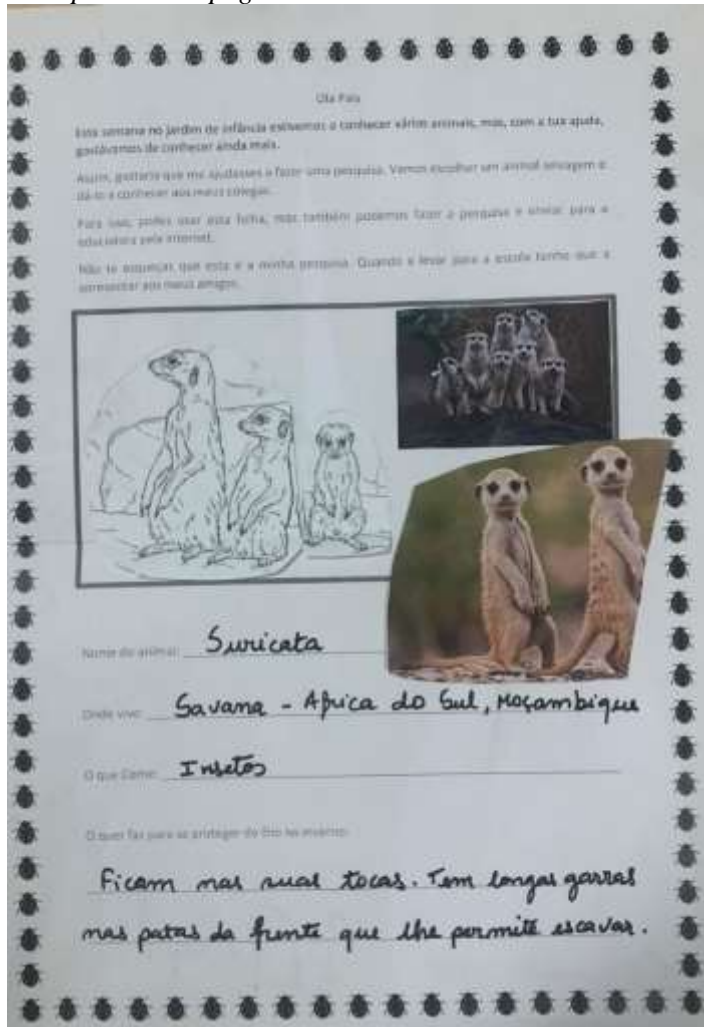 Olá Pais
Esta semana no jardim de infância estivemos a conhecer vários animais, mas, com a tua ajuda,
gostávamos de conhecer ainda mais.
Assim, gostaria que me ajudasses a fazer uma pesquisa. Vamos escolher um animal selvagem e
dá-lo a conhecer aos meus colegas.
Para isso, podes usar esta folha, mas também podemos fazer a pesquisa e enviar para a
educadora pela internet.
Não te esqueças que esta é a minha pesquisa. Quando a levar para a escola tenho que a
apresentar aos meus amigos.
Nome do animal: Suricata
Onde vive: Savana - Africa do Sul, Moçambique
O que Come: Insetos
O quer faz para se proteger do frio no inverno:
Ficam nas suas tocas. Tem longas garras
nas patas da frente que lhe permite escavar.